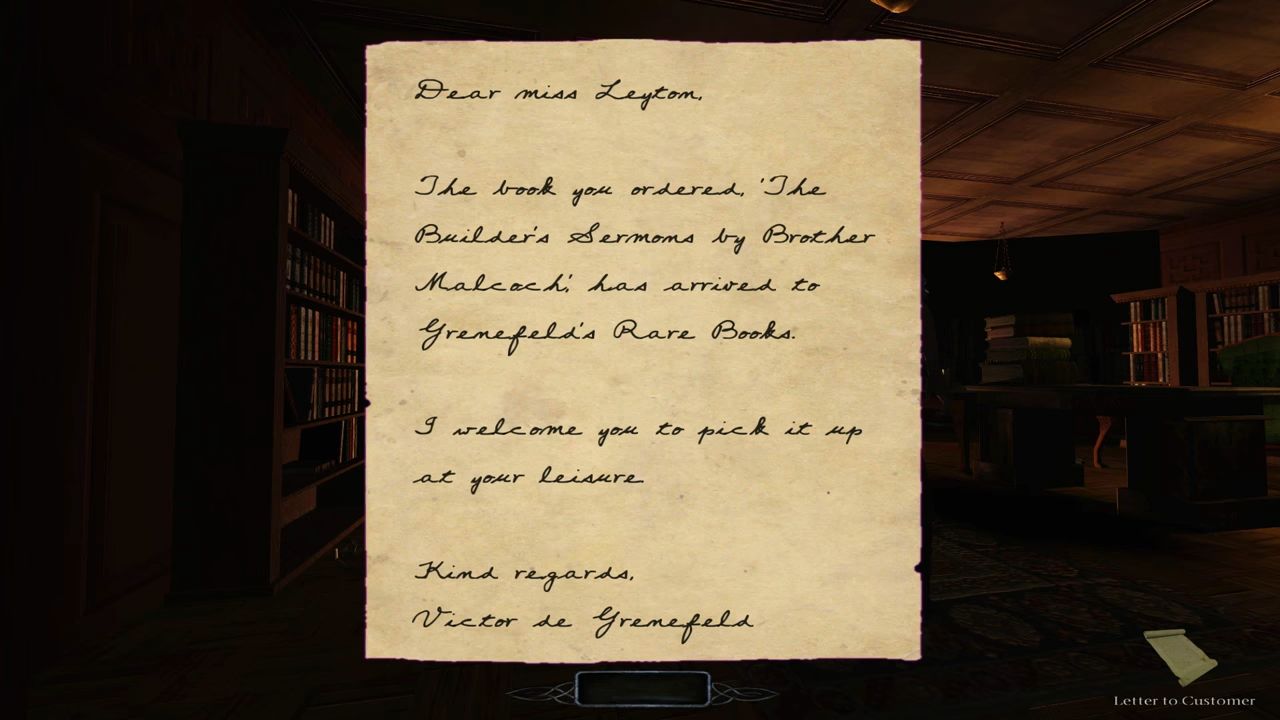 Dear miss Leyton,
The book you ordered, 'The
Builder's Sermons by Brother
Malcoch', has arrived to
Grenefeld's Rare Books.
I welcome you to pick it up
at your leisure.
Kind regards,
Victor de Grenefeld
Letter to Customer